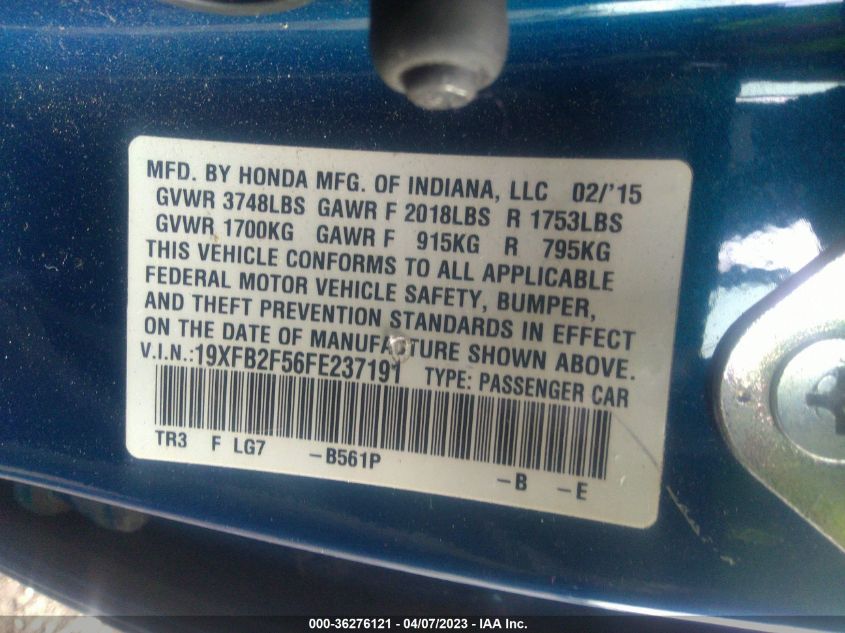 MFD. BY HONDA MFG. OF INDIANA, LLC 02/'15
GVWR 3748LBS GAWR F 2018LBS R 1753LBS
GVWR 1700KG GAWR F 915KG R 795KG
THIS VEHICLE CONFORMS TO ALL APPLICABLE
FEDERAL MOTOR VEHICLE SAFETY, BUMPER,
AND THEFT PREVENTION STANDARDS IN EFFECT
ON THE DATE OF MANUFACTURE SHOWN ABOVE.
V.I.N.:19XFB2F56FE237191 TYPE: PASSENGER CAR
TR3 F LG7 -B561P -B -E
000-36276121 - 04/07/2023 - IAA Inc.